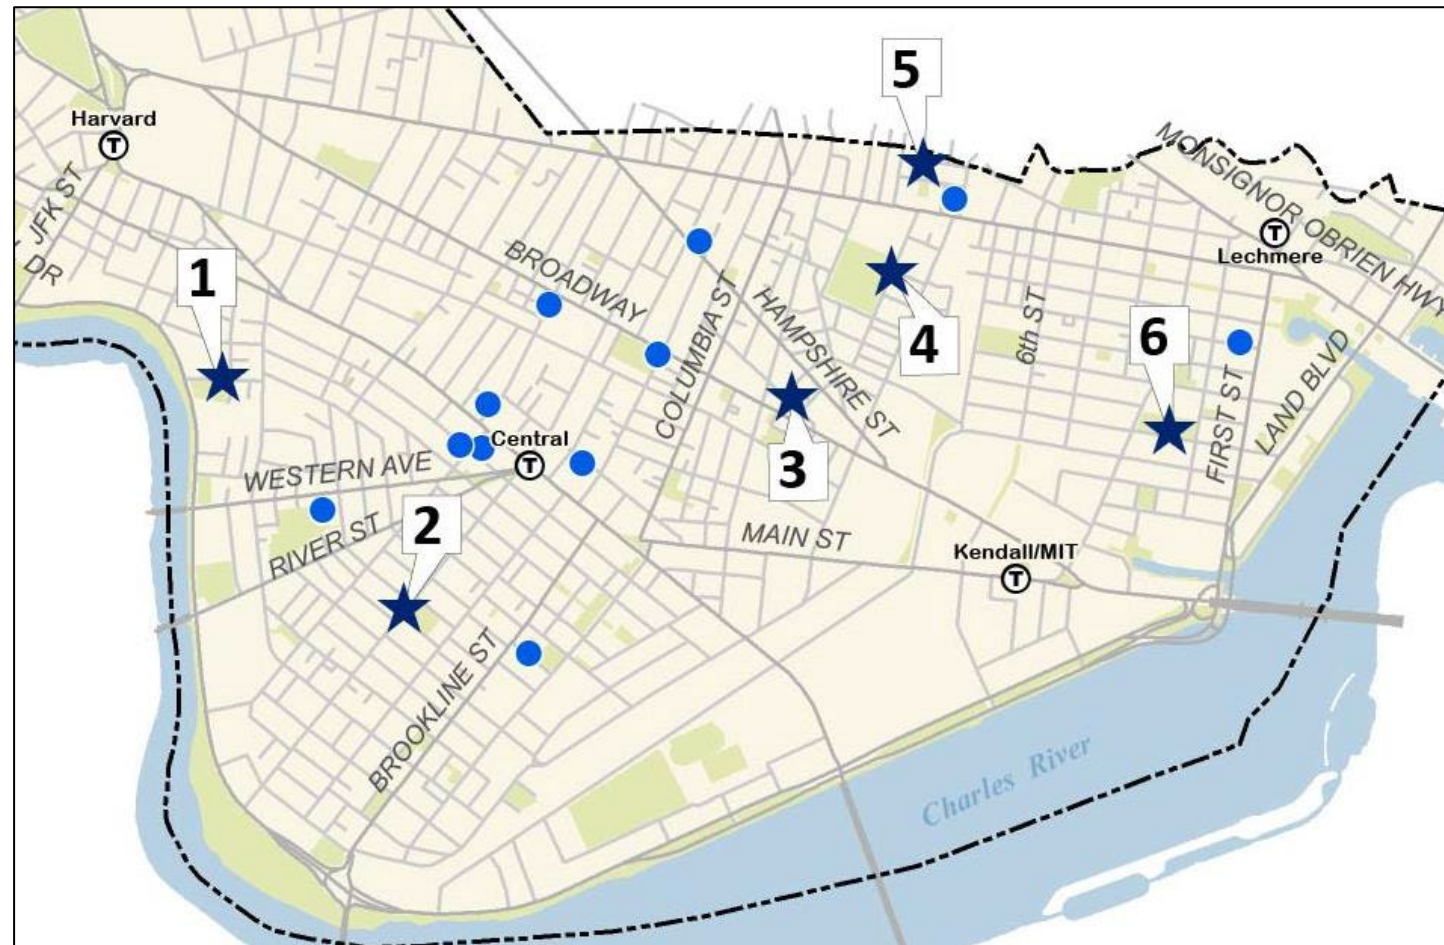 5
Harvard
T
MONSIGNOR OBRIEN HWY
JFK ST
DR
T
Lechmere
1
BROADWAY
COLUMBIA ST
HAMPSHIRE ST
4
6th ST
6
FIRST ST
LAND BLVD
Central
T
WESTERN AVE
3
RIVER ST
2
MAIN ST
Kendall/MIT
T
BROOKLINE ST
Charles River